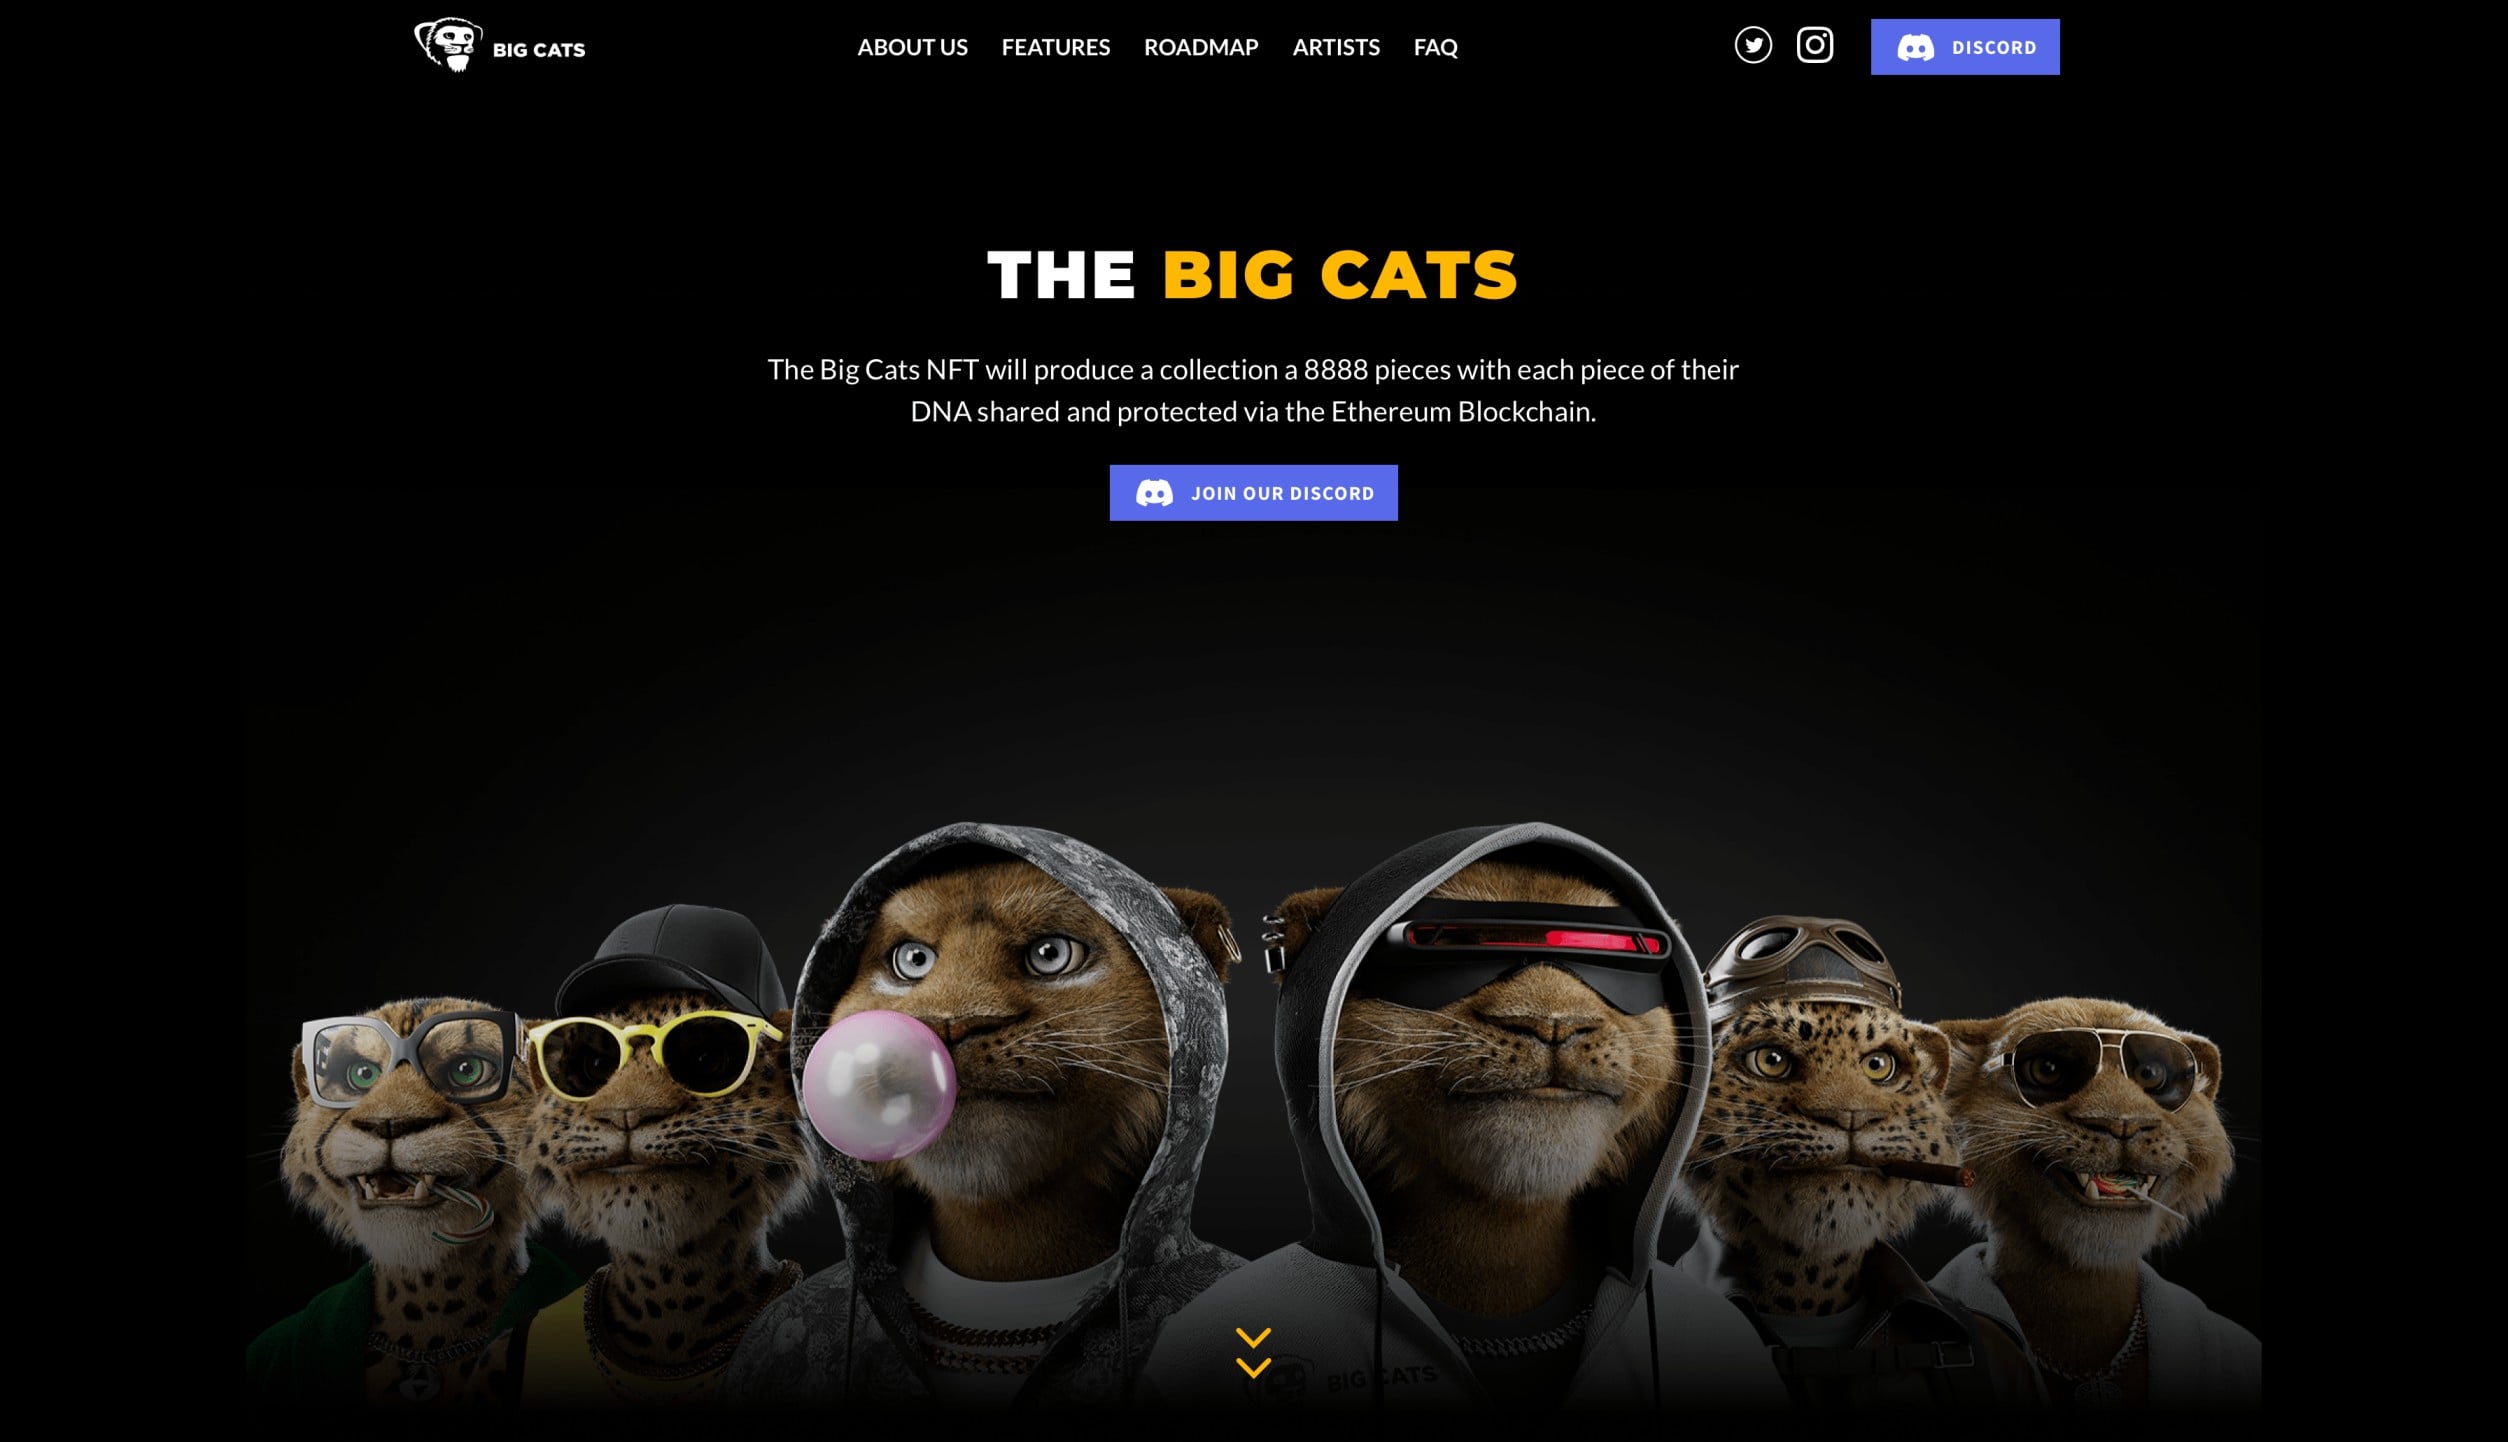 BIG CATS
ABOUT US
FEATURES
ROADMAP
ARTISTS
FAQ
DISCORD
THE BIG CATS
The Big Cats NFT will produce a collection a 8888 pieces with each piece of their
DNA shared and protected via the Ethereum Blockchain.
JOIN OUR DISCORD
BIG CATS